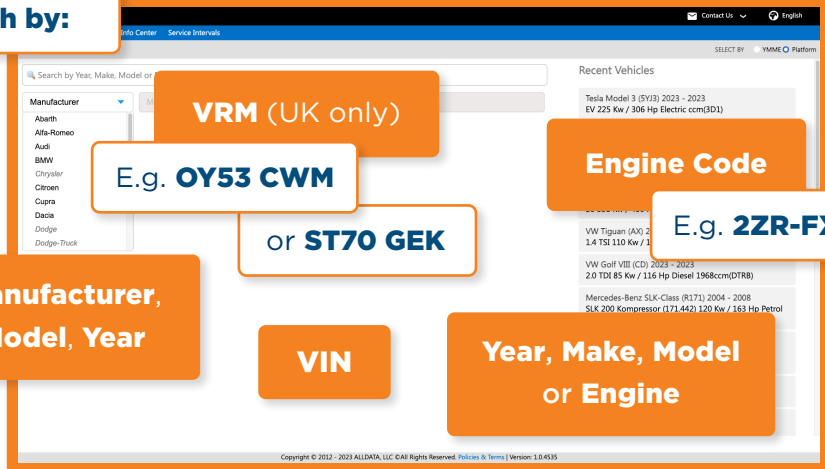 h by:
Contact Us
English
Info Center Service Intervals
SELECT BY YMME Platform
Search by Year, Make, Model or
Recent Vehicles
Manufacturer
Tesla Model 3 (5YJ3) 2023 - 2023
EV 225 Kw / 306 Hp Electric ccm(3D1)
Abarth
Alfa-Romeo
Audi
BMW
Chrysler
Citroen
Cupra
Dacia
Dodge
Dodge-Truck
VRM (UK only)
E.g. OY53 CWM
or ST70 GEK
Engine Code
E.g. 2ZR-FX
VW Tiguan (AX) 2
1.4 TSI 110 Kw / 1
VW Golf VIII (CD) 2023 - 2023
2.0 TDI 85 Kw / 116 Hp Diesel 1968ccm(DTRB)
Mercedes-Benz SLK-Class (R171) 2004 - 2008
SLK 200 Kompressor (171.442) 120 Kw / 163 Hp Petrol
anufacturer,
odel, Year
VIN
Year, Make, Model
or Engine
Copyright © 2012 - 2023 ALLDATA, LLC ©All Rights Reserved. Policies & Terms | Version: 1.0.4535